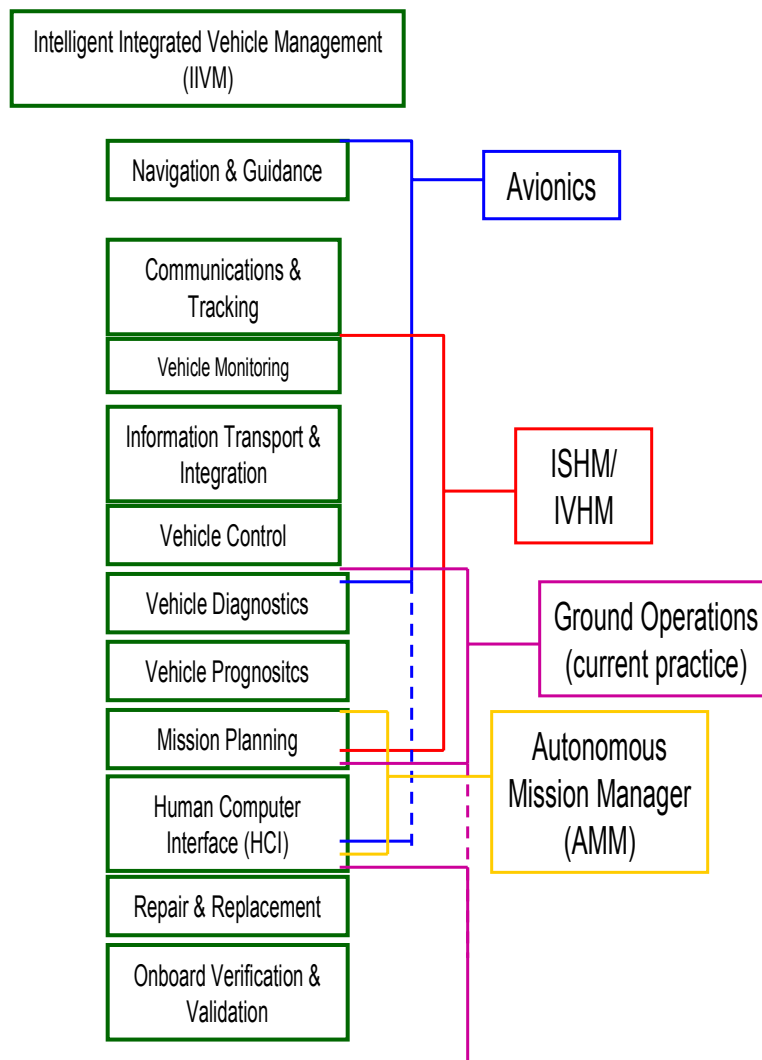 Intelligent Integrated Vehicle Management
(IIVM)
Navigation & Guidance
Avionics
Communications &
Tracking
Vehicle Monitoring
Information Transport &
Integration
ISHM/
IVHM
Vehicle Control
Vehicle Diagnostics
Ground Operations
(current practice)
Vehicle Prognositcs
Mission Planning
Autonomous
Mission Manager
(AMM)
Human Computer
Interface (HCI)
Repair & Replacement
Onboard Verification &
Validation